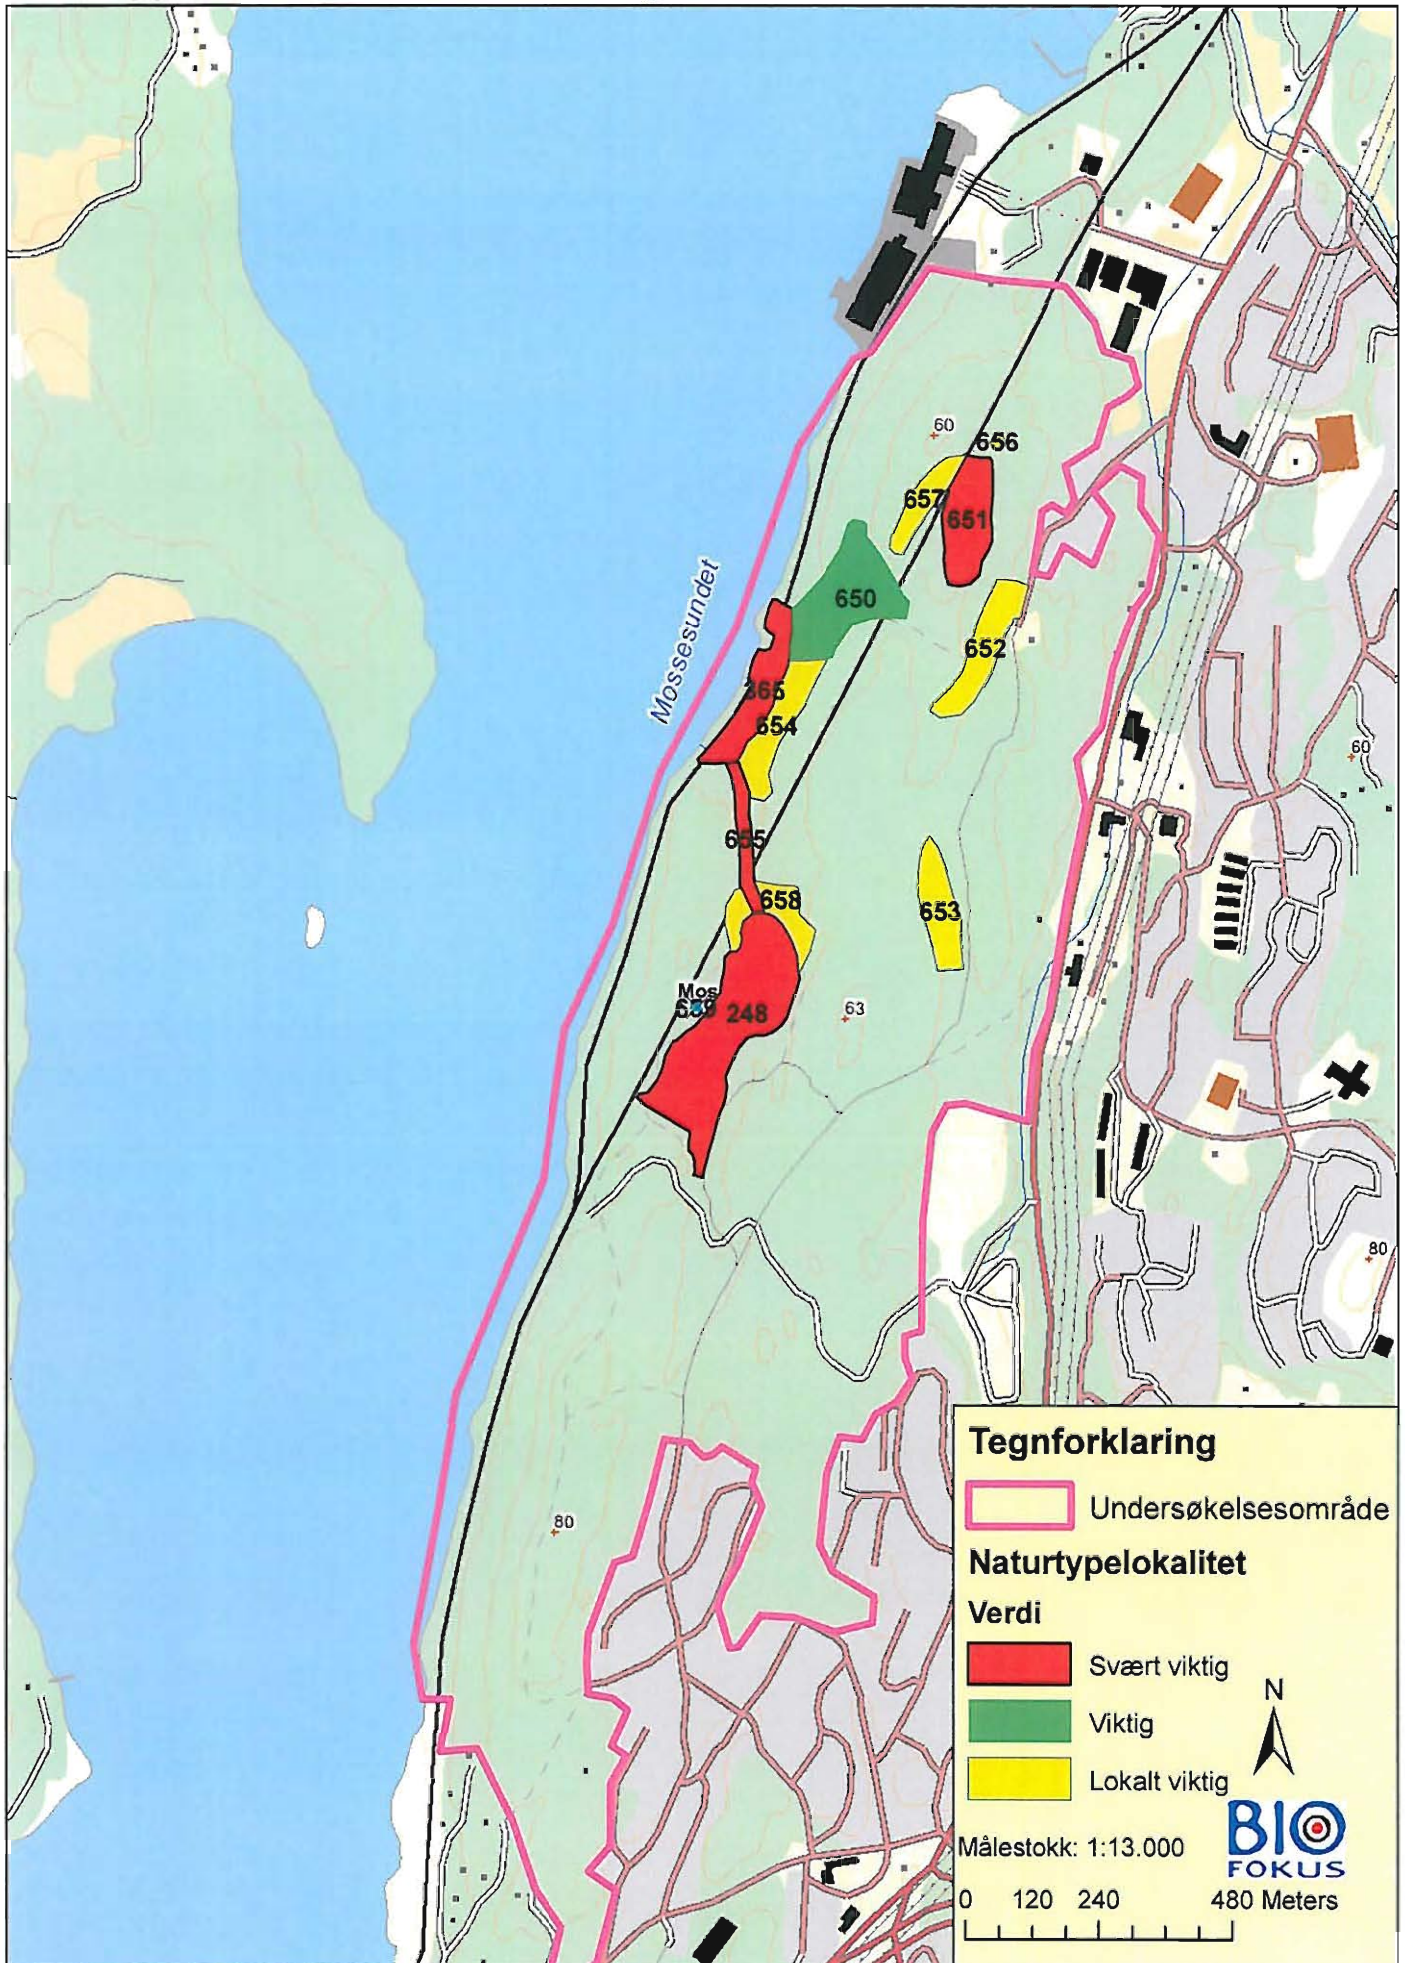 60
656
657
651
650
Mossesundet
652
365
654
60
655
658
653
Mos
248
63
80
80
Tegnforklaring
Undersøkelsesområde
Naturtypelokalitet
Verdi
Svært viktig
N
Viktig
Lokalt viktig
BIO
FOKUS
Målestokk: 1:13.000
0 120 240 480 Meters